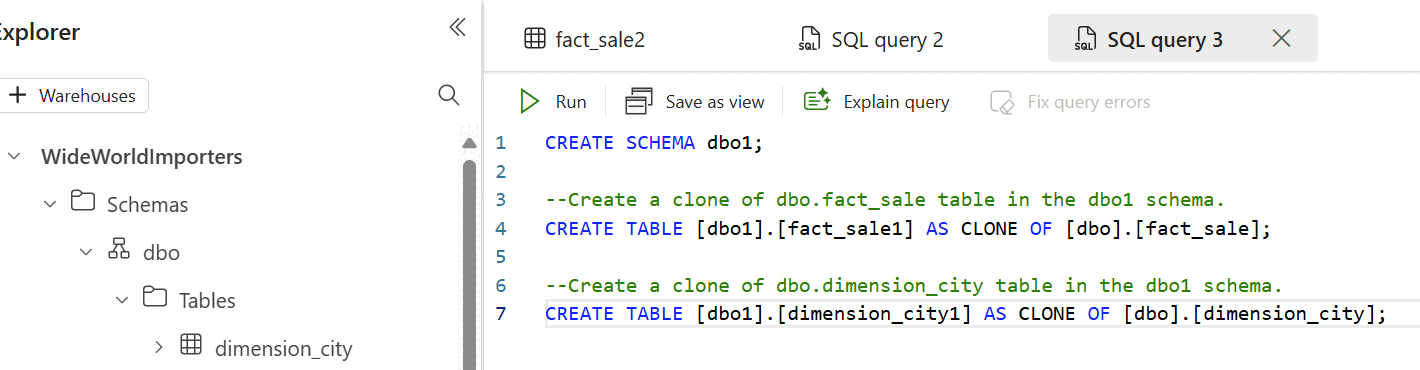 Explorer
+ Warehouses
WideWorldImporters
Schemas
dbo
Tables
dimension_city
fact_sale2
SQL SQL query 2
SQL SQL query 3
Run
Save as view
Explain query
Fix query errors
1 CREATE SCHEMA dbo1;
2
3 --Create a clone of dbo.fact_sale table in the dbo1 schema.
4 CREATE TABLE [dbo1].[fact_sale1] AS CLONE OF [dbo].[fact_sale];
5
6 --Create a clone of dbo.dimension_city table in the dbo1 schema.
7 CREATE TABLE [dbo1].[dimension_city1] AS CLONE OF [dbo].[dimension_city];